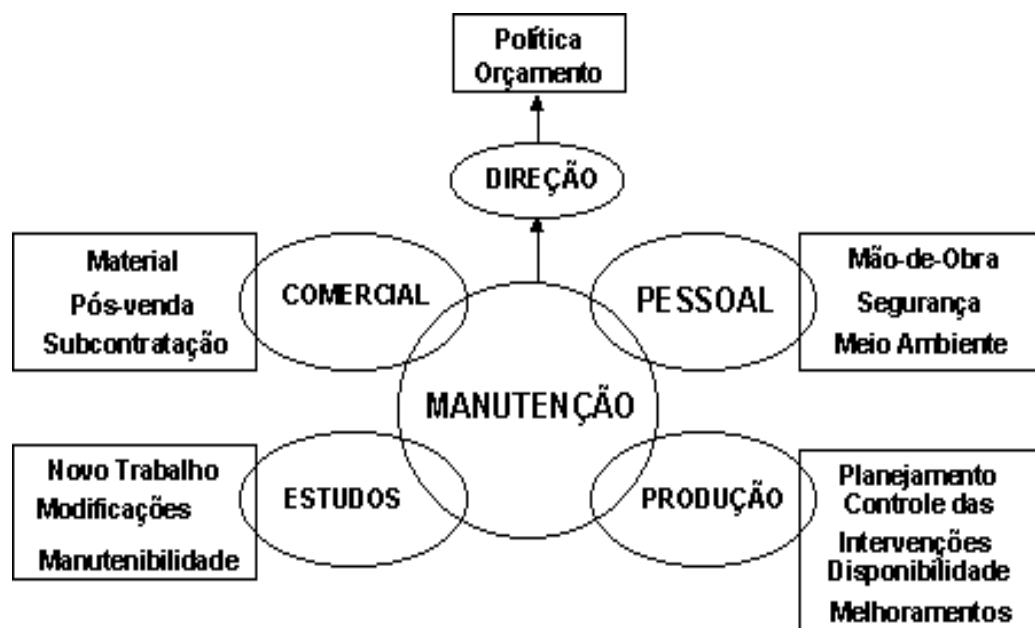 Política
Orçamento
DIREÇÃO
Material
Pós-venda
Subcontratação
COMERCIAL
PESSOAL
Mão-de-Obra
Segurança
Meio Ambiente
MANUTENÇÃO
Novo Trabalho
Modificações
Manutenibilidade
ESTUDOS
PRODUÇÃO
Planejamento
Controle das
Intervenções
Disponibilidade
Melhoramentos